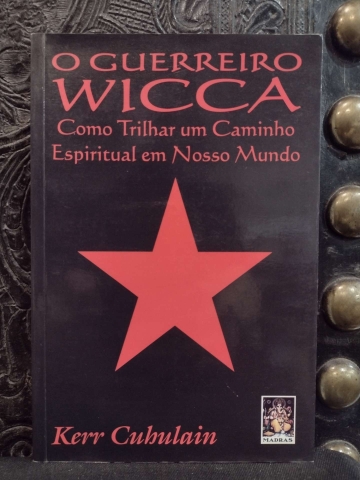 O GUERREIRO
WICCA
Como Trilhar um Caminho
Espiritual em Nosso Mundo
Kerr Cuhulain
MADRAS